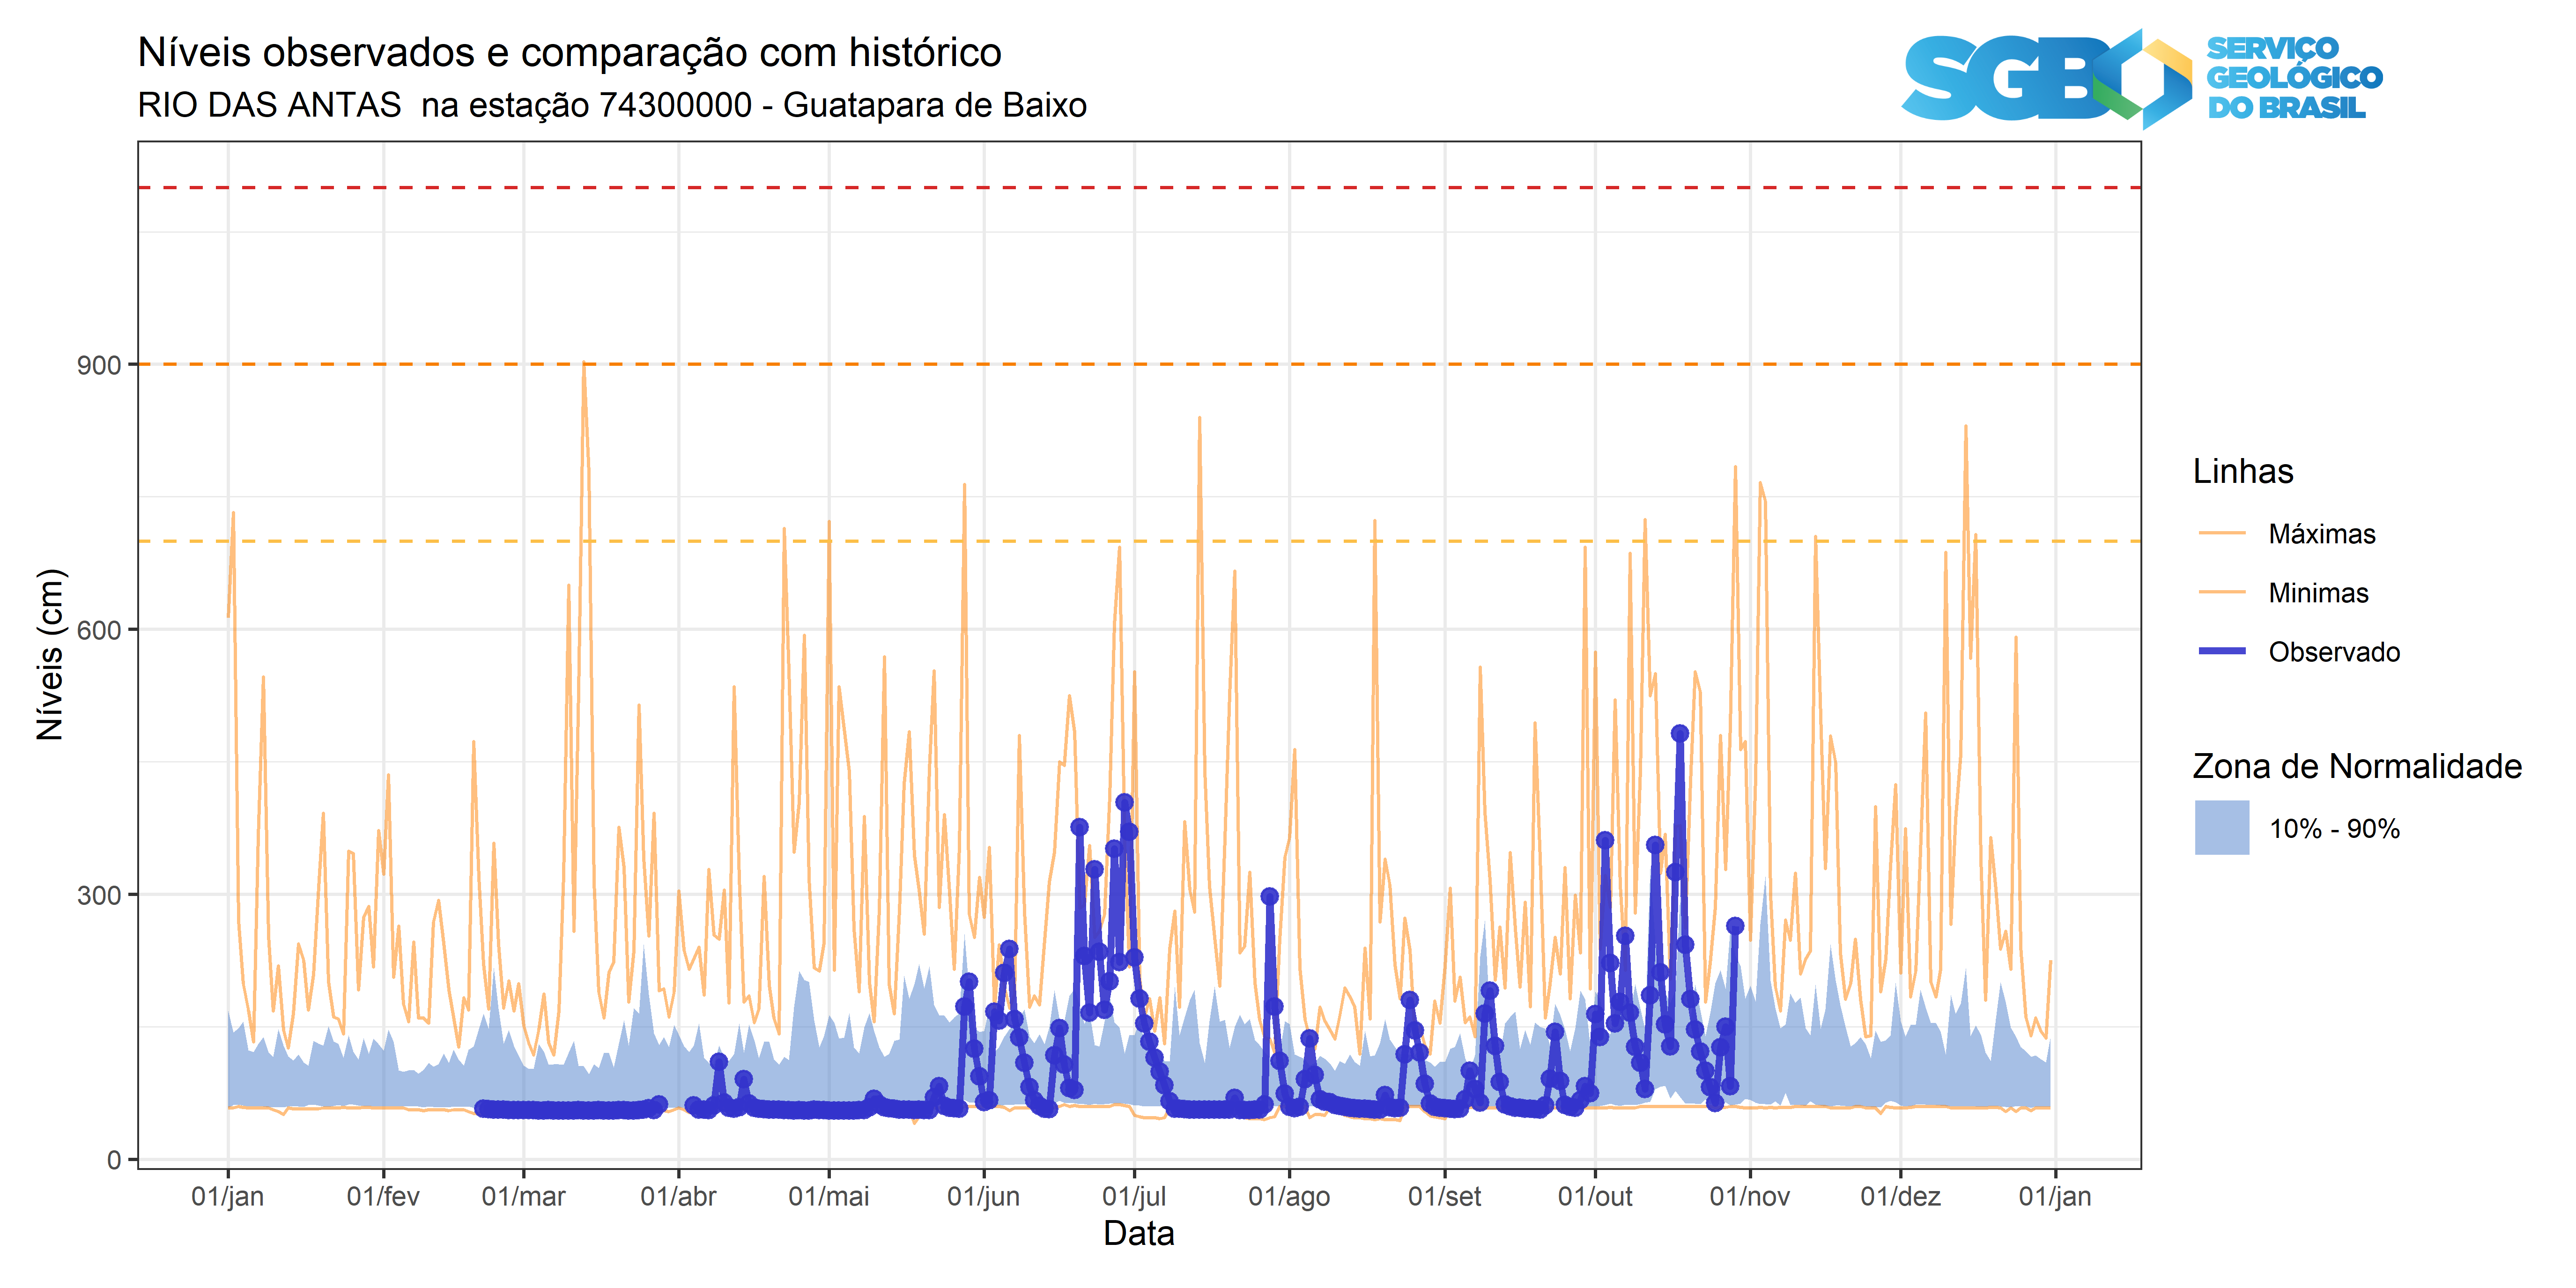 Níveis observados e comparação com histórico
RIO DAS ANTAS  na estação 74300000 - Guatapara de Baixo
SGB
SERVIÇO
GEOLÓGICO
DO BRASIL
Níveis (cm)
900
600
300
0
01/jan
01/fev
01/mar
01/abr
01/mai
01/jun
01/jul
01/ago
01/set
01/out
01/nov
01/dez
01/jan
Data
Linhas
Máximas
Minimas
Observado
Zona de Normalidade
10% - 90%